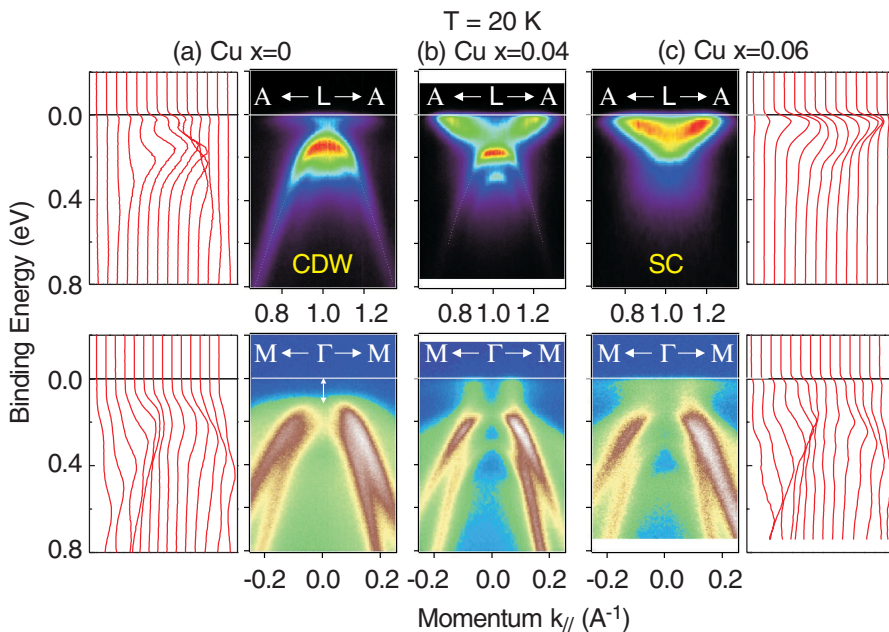 T = 20 K
(a) Cu x=0
(b) Cu x=0.04
(c) Cu x=0.06
A ← L → A
A ← L → A
A ← L → A
0.0
0.4
0.8
CDW
SC
0.8 1.0 1.2
0.8 1.0 1.2
0.8 1.0 1.2
Binding Energy (eV)
M ← Γ → M
M ← Γ → M
M ← Γ → M
0.0
0.4
0.8
-0.2 0.0 0.2
-0.2 0.0 0.2
-0.2 0.0 0.2
Momentum k// (A-1)